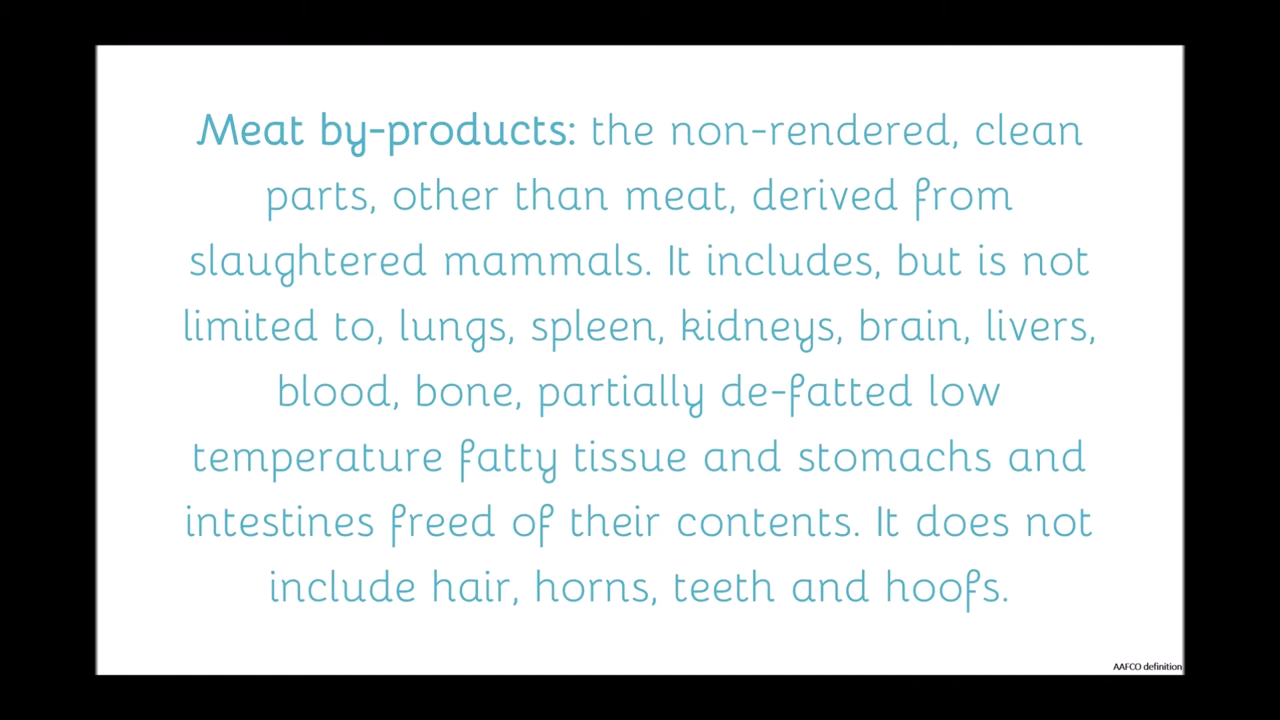 Meat by-products: the non-rendered, clean
parts, other than meat, derived from
slaughtered mammals. It includes, but is not
limited to, lungs, spleen, kidneys, brain, livers,
blood, bone, partially de-fatted low
temperature fatty tissue and stomachs and
intestines freed of their contents. It does not
include hair, horns, teeth and hoofs.
AAFCO definition